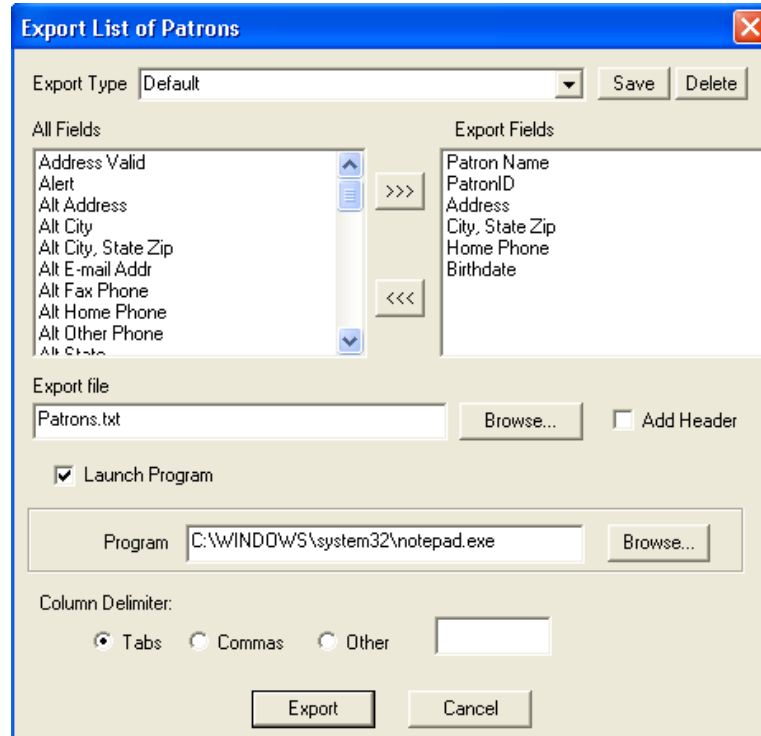 Export List of Patrons
Export Type Default Save Delete
All Fields Export Fields
Address Valid
Alert
Alt Address
Alt City
Alt City, State Zip
Alt E-mail Addr
Alt Fax Phone
Alt Home Phone
Alt Other Phone
Alt State
>>>
<<<
Patron Name
PatronID
Address
City, State Zip
Home Phone
Birthdate
Export file
Patrons.txt Browse... Add Header
Launch Program
Program C:\WINDOWS\system32\notepad.exe Browse...
Column Delimiter:
Tabs Commas Other
Export Cancel